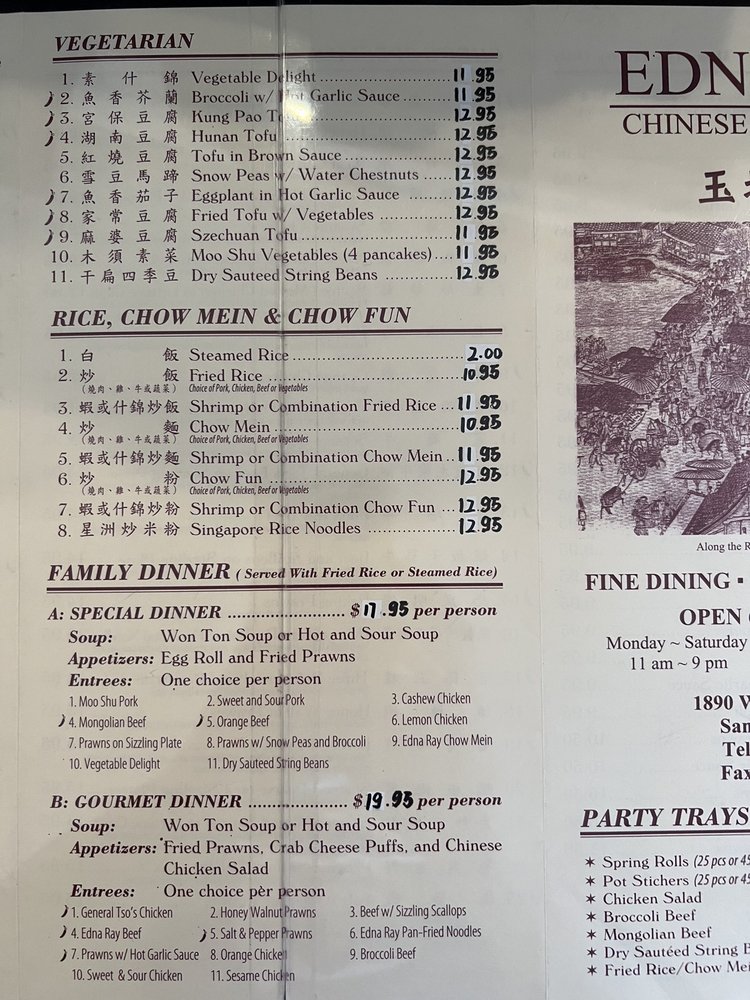 VEGETARIAN
1. 素什錦 Vegetable Delight 11.95
2. 魚香芥蘭 Broccoli w/ Hot Garlic Sauce 11.95
3. 宮保豆腐 Kung Pao Tofu 12.95
4. 湖南豆腐 Hunan Tofu 12.95
5. 紅燒豆腐 Tofu in Brown Sauce 12.95
6. 雪豆馬蹄 Snow Peas w/ Water Chestnuts 12.95
7. 魚香茄子 Eggplant in Hot Garlic Sauce 12.95
8. 家常豆腐 Fried Tofu w/ Vegetables 12.95
9. 麻婆豆腐 Szechuan Tofu 11.95
10. 木須素菜 Moo Shu Vegetables (4 pancakes) 11.95
11. 干扁四季豆 Dry Sauteed String Beans 12.95
RICE, CHOW MEIN & CHOW FUN
1. 白飯 Steamed Rice 2.00
2. 炒飯 Fried Rice 10.95
(燒肉、雞、牛或蔬菜) Choice of Pork, Chicken, Beef or Vegetables
3. 蝦或什錦炒飯 Shrimp or Combination Fried Rice 11.95
4. 炒麵 Chow Mein 10.95
(燒肉、雞、牛或蔬菜) Choice of Pork, Chicken, Beef or Vegetables
5. 蝦或什錦炒麵 Shrimp or Combination Chow Mein 11.95
6. 炒粉 Chow Fun 12.95
(燒肉、雞、牛或蔬菜) Choice of Pork, Chicken, Beef or Vegetables
7. 蝦或什錦炒粉 Shrimp or Combination Chow Fun 12.95
8. 星洲炒米粉 Singapore Rice Noodles 12.95
FAMILY DINNER (Served With Fried Rice or Steamed Rice)
A: SPECIAL DINNER $17.95 per person
Soup: Won Ton Soup or Hot and Sour Soup
Appetizers: Egg Roll and Fried Prawns
Entrees: One choice per person
1. Moo Shu Pork 2. Sweet and Sour Pork 3. Cashew Chicken
4. Mongolian Beef 5. Orange Beef 6. Lemon Chicken
7. Prawns on Sizzling Plate 8. Prawns w/ Snow Peas and Broccoli 9. Edna Ray Chow Mein
10. Vegetable Delight 11. Dry Sauteed String Beans
B: GOURMET DINNER $19.95 per person
Soup: Won Ton Soup or Hot and Sour Soup
Appetizers: Fried Prawns, Crab Cheese Puffs, and Chinese
Chicken Salad
Entrees: One choice per person
1. General Tso's Chicken 2. Honey Walnut Prawns 3. Beef w/ Sizzling Scallops
4. Edna Ray Beef 5. Salt & Pepper Prawns 6. Edna Ray Pan-Fried Noodles
7. Prawns w/ Hot Garlic Sauce 8. Orange Chicken 9. Broccoli Beef
10. Sweet & Sour Chicken 11. Sesame Chicken
EDN
CHINESE
玉
Along the R
FINE DINING ▪
OPEN
Monday ~ Saturday
11 am ~ 9 pm
1890 W
San
Tel
Fax
PARTY TRAYS
✶ Spring Rolls (25 pcs or 45
✶ Pot Stichers (25 pcs or 45
✶ Chicken Salad
✶ Broccoli Beef
✶ Mongolian Beef
✶ Dry Sautéed String B
✶ Fried Rice/Chow Mei